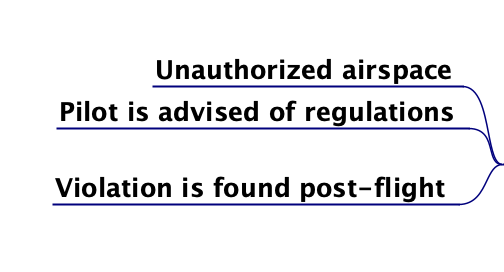 Unauthorized airspace
Pilot is advised of regulations
Violation is found post-flight